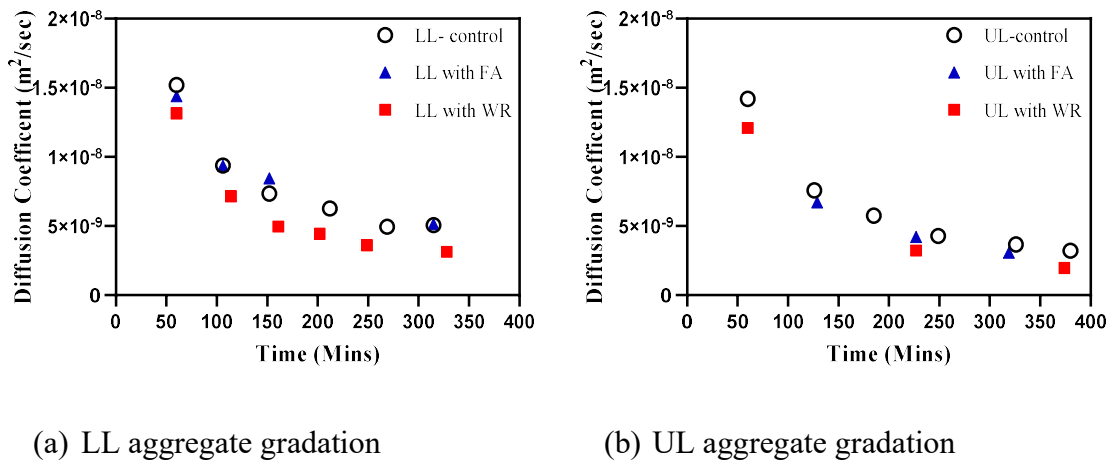 Diffusion Coefficent (m²/sec)
2×10⁻⁸
1.5×10⁻⁸
1×10⁻⁸
5×10⁻⁹
0
0 50 100 150 200 250 300 350 400
Time (Mins)
LL- control
LL with FA
LL with WR
(a) LL aggregate gradation
Diffusion Coefficent (m²/sec)
2×10⁻⁸
1.5×10⁻⁸
1×10⁻⁸
5×10⁻⁹
0
0 50 100 150 200 250 300 350 400
Time (Mins)
UL-control
UL with FA
UL with WR
(b) UL aggregate gradation